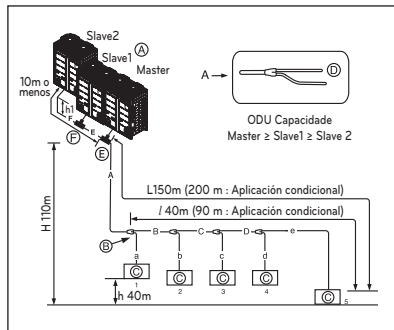 Slave2
Slave1 Ⓐ
Master
10m o
menos
h1
F
E
Ⓕ
Ⓔ
A → Ⓓ
ODU Capacidade
Master ≥ Slave1 ≥ Slave 2
H 110m
A
L150m (200 m : Aplicación condicional)
l 40m (90 m : Aplicación condicional)
Ⓑ
B C D e
a b c d
Ⓒ Ⓒ Ⓒ Ⓒ
1 2 3 4
h 40m
Ⓒ 5